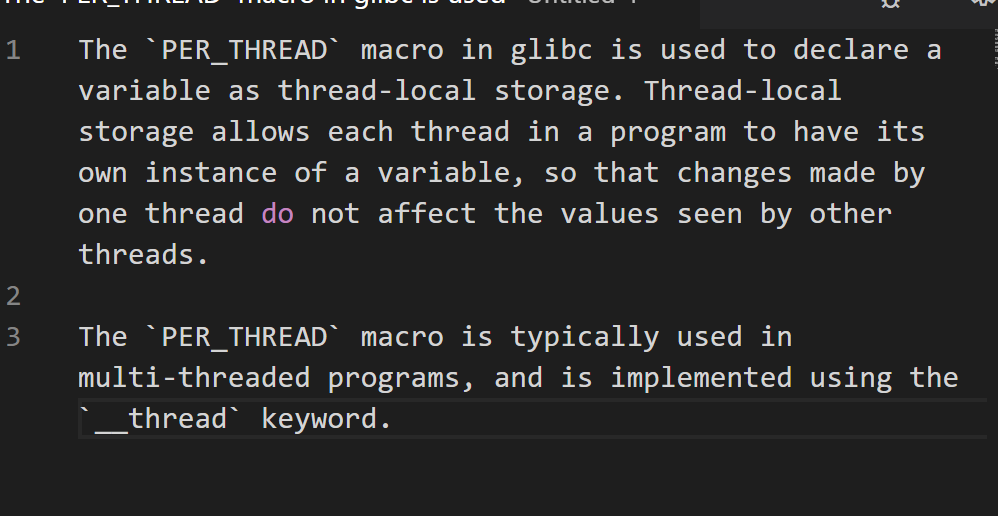 The `PER_THREAD` macro in glibc is used Untitled-1
1 The `PER_THREAD` macro in glibc is used to declare a
variable as thread-local storage. Thread-local
storage allows each thread in a program to have its
own instance of a variable, so that changes made by
one thread do not affect the values seen by other
threads.
2
3 The `PER_THREAD` macro is typically used in
multi-threaded programs, and is implemented using the
`__thread` keyword.